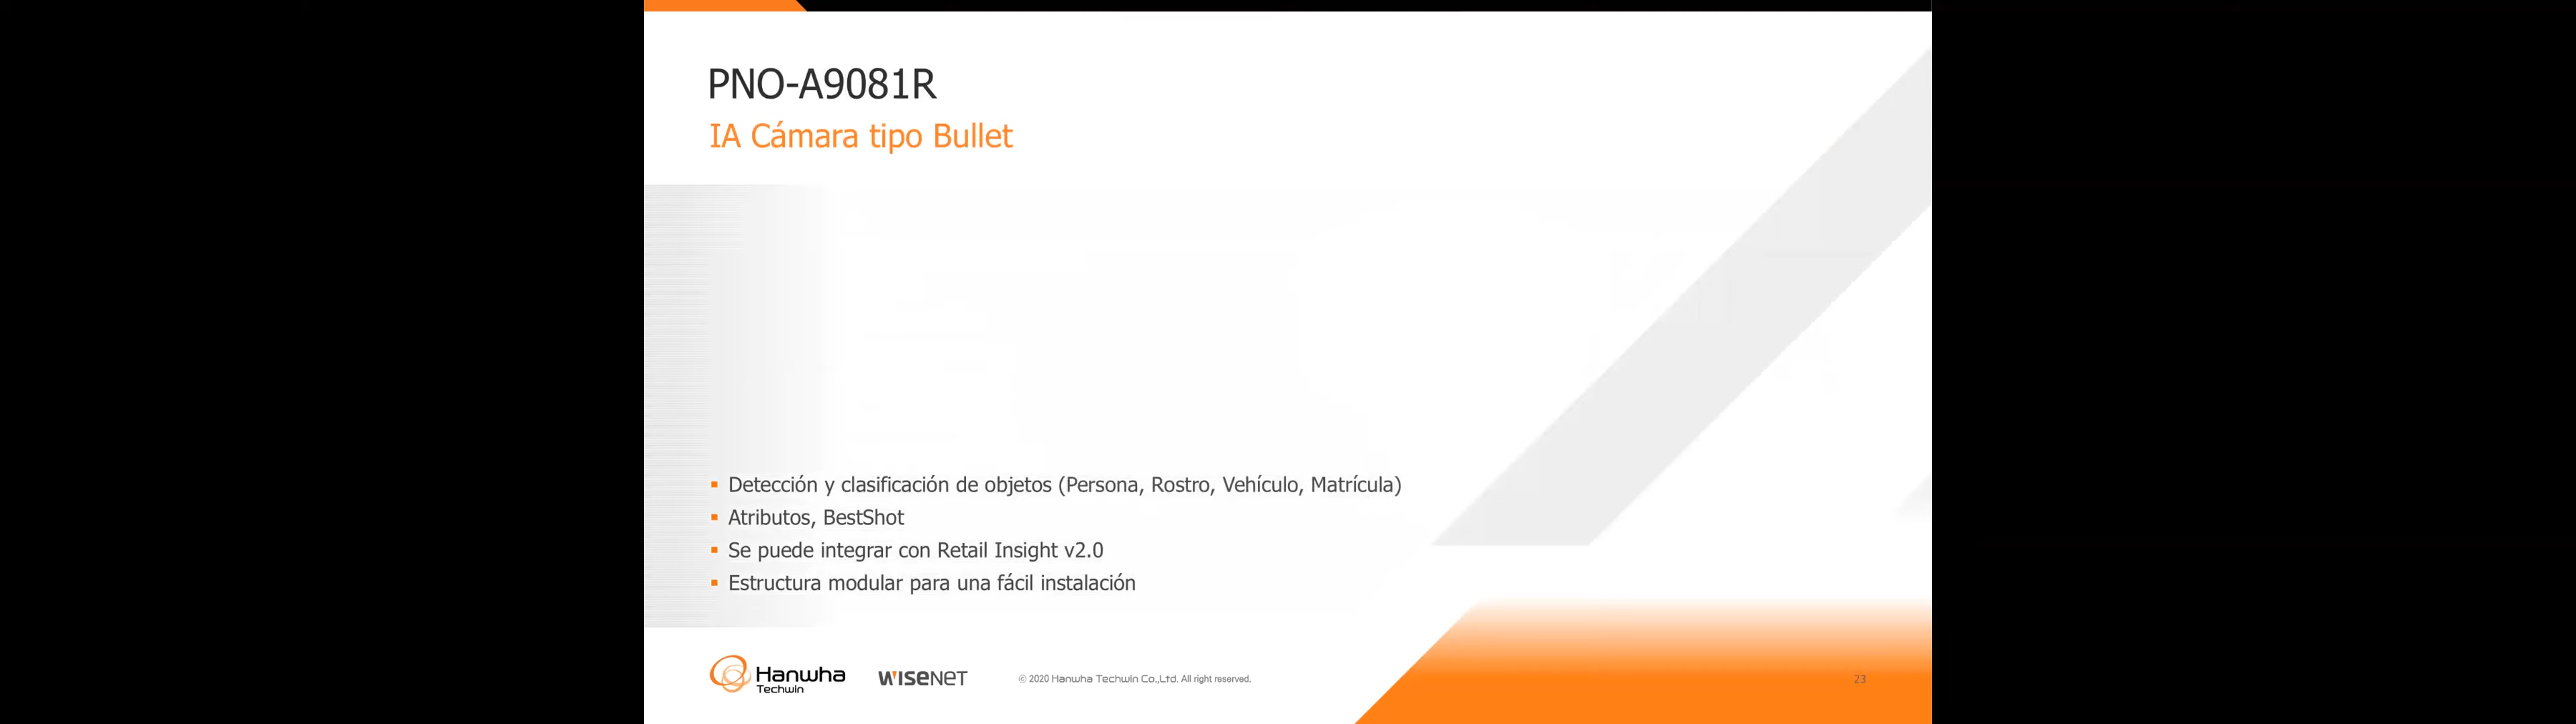 PNO-A9081R
IA Cámara tipo Bullet
▪ Detección y clasificación de objetos (Persona, Rostro, Vehículo, Matrícula)
▪ Atributos, BestShot
▪ Se puede integrar con Retail Insight v2.0
▪ Estructura modular para una fácil instalación
Hanwha
Techwin
WISENET
© 2020 Hanwha Techwin Co.,Ltd. All right reserved.
23